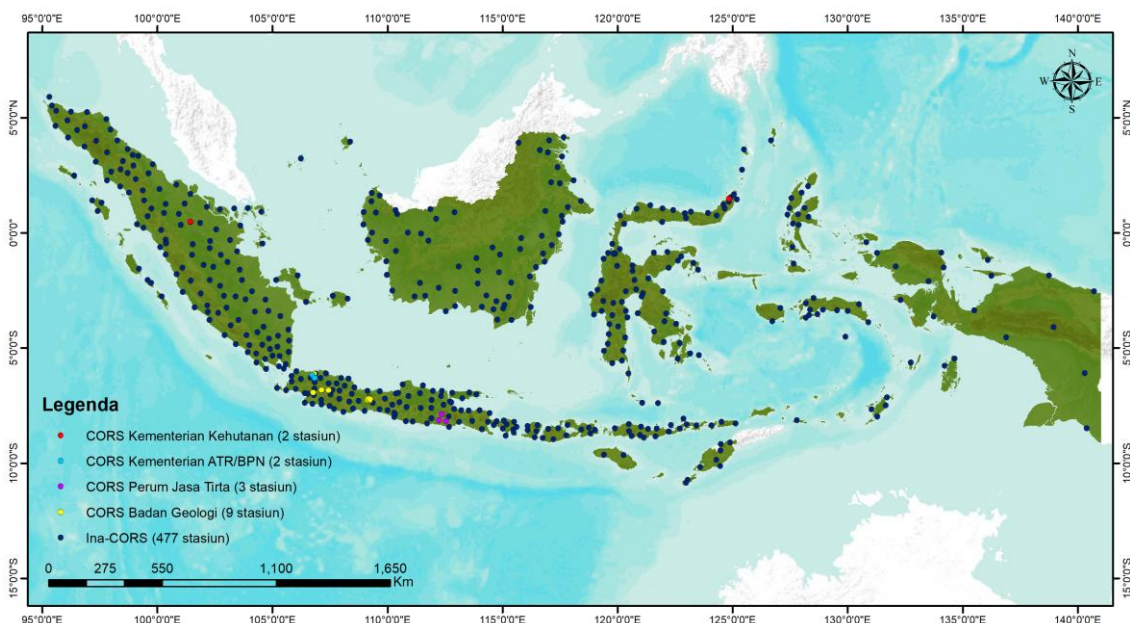 95°0'0"E 100°0'0"E 105°0'0"E 110°0'0"E 115°0'0"E 120°0'0"E 125°0'0"E 130°0'0"E 135°0'0"E 140°0'0"E
N
W E
S
5°0'0"N 5°0'0"N
0°0'0" 0°0'0"
5°0'0"S 5°0'0"S
Legenda
CORS Kementerian Kehutanan (2 stasiun)
CORS Kementerian ATR/BPN (2 stasiun)
10°0'0"S 10°0'0"S
CORS Perum Jasa Tirta (3 stasiun)
CORS Badan Geologi (9 stasiun)
Ina-CORS (477 stasiun)
0 275 550 1,100 1,650
Km
15°0'0"S 15°0'0"S
95°0'0"E 100°0'0"E 105°0'0"E 110°0'0"E 115°0'0"E 120°0'0"E 125°0'0"E 130°0'0"E 135°0'0"E 140°0'0"E